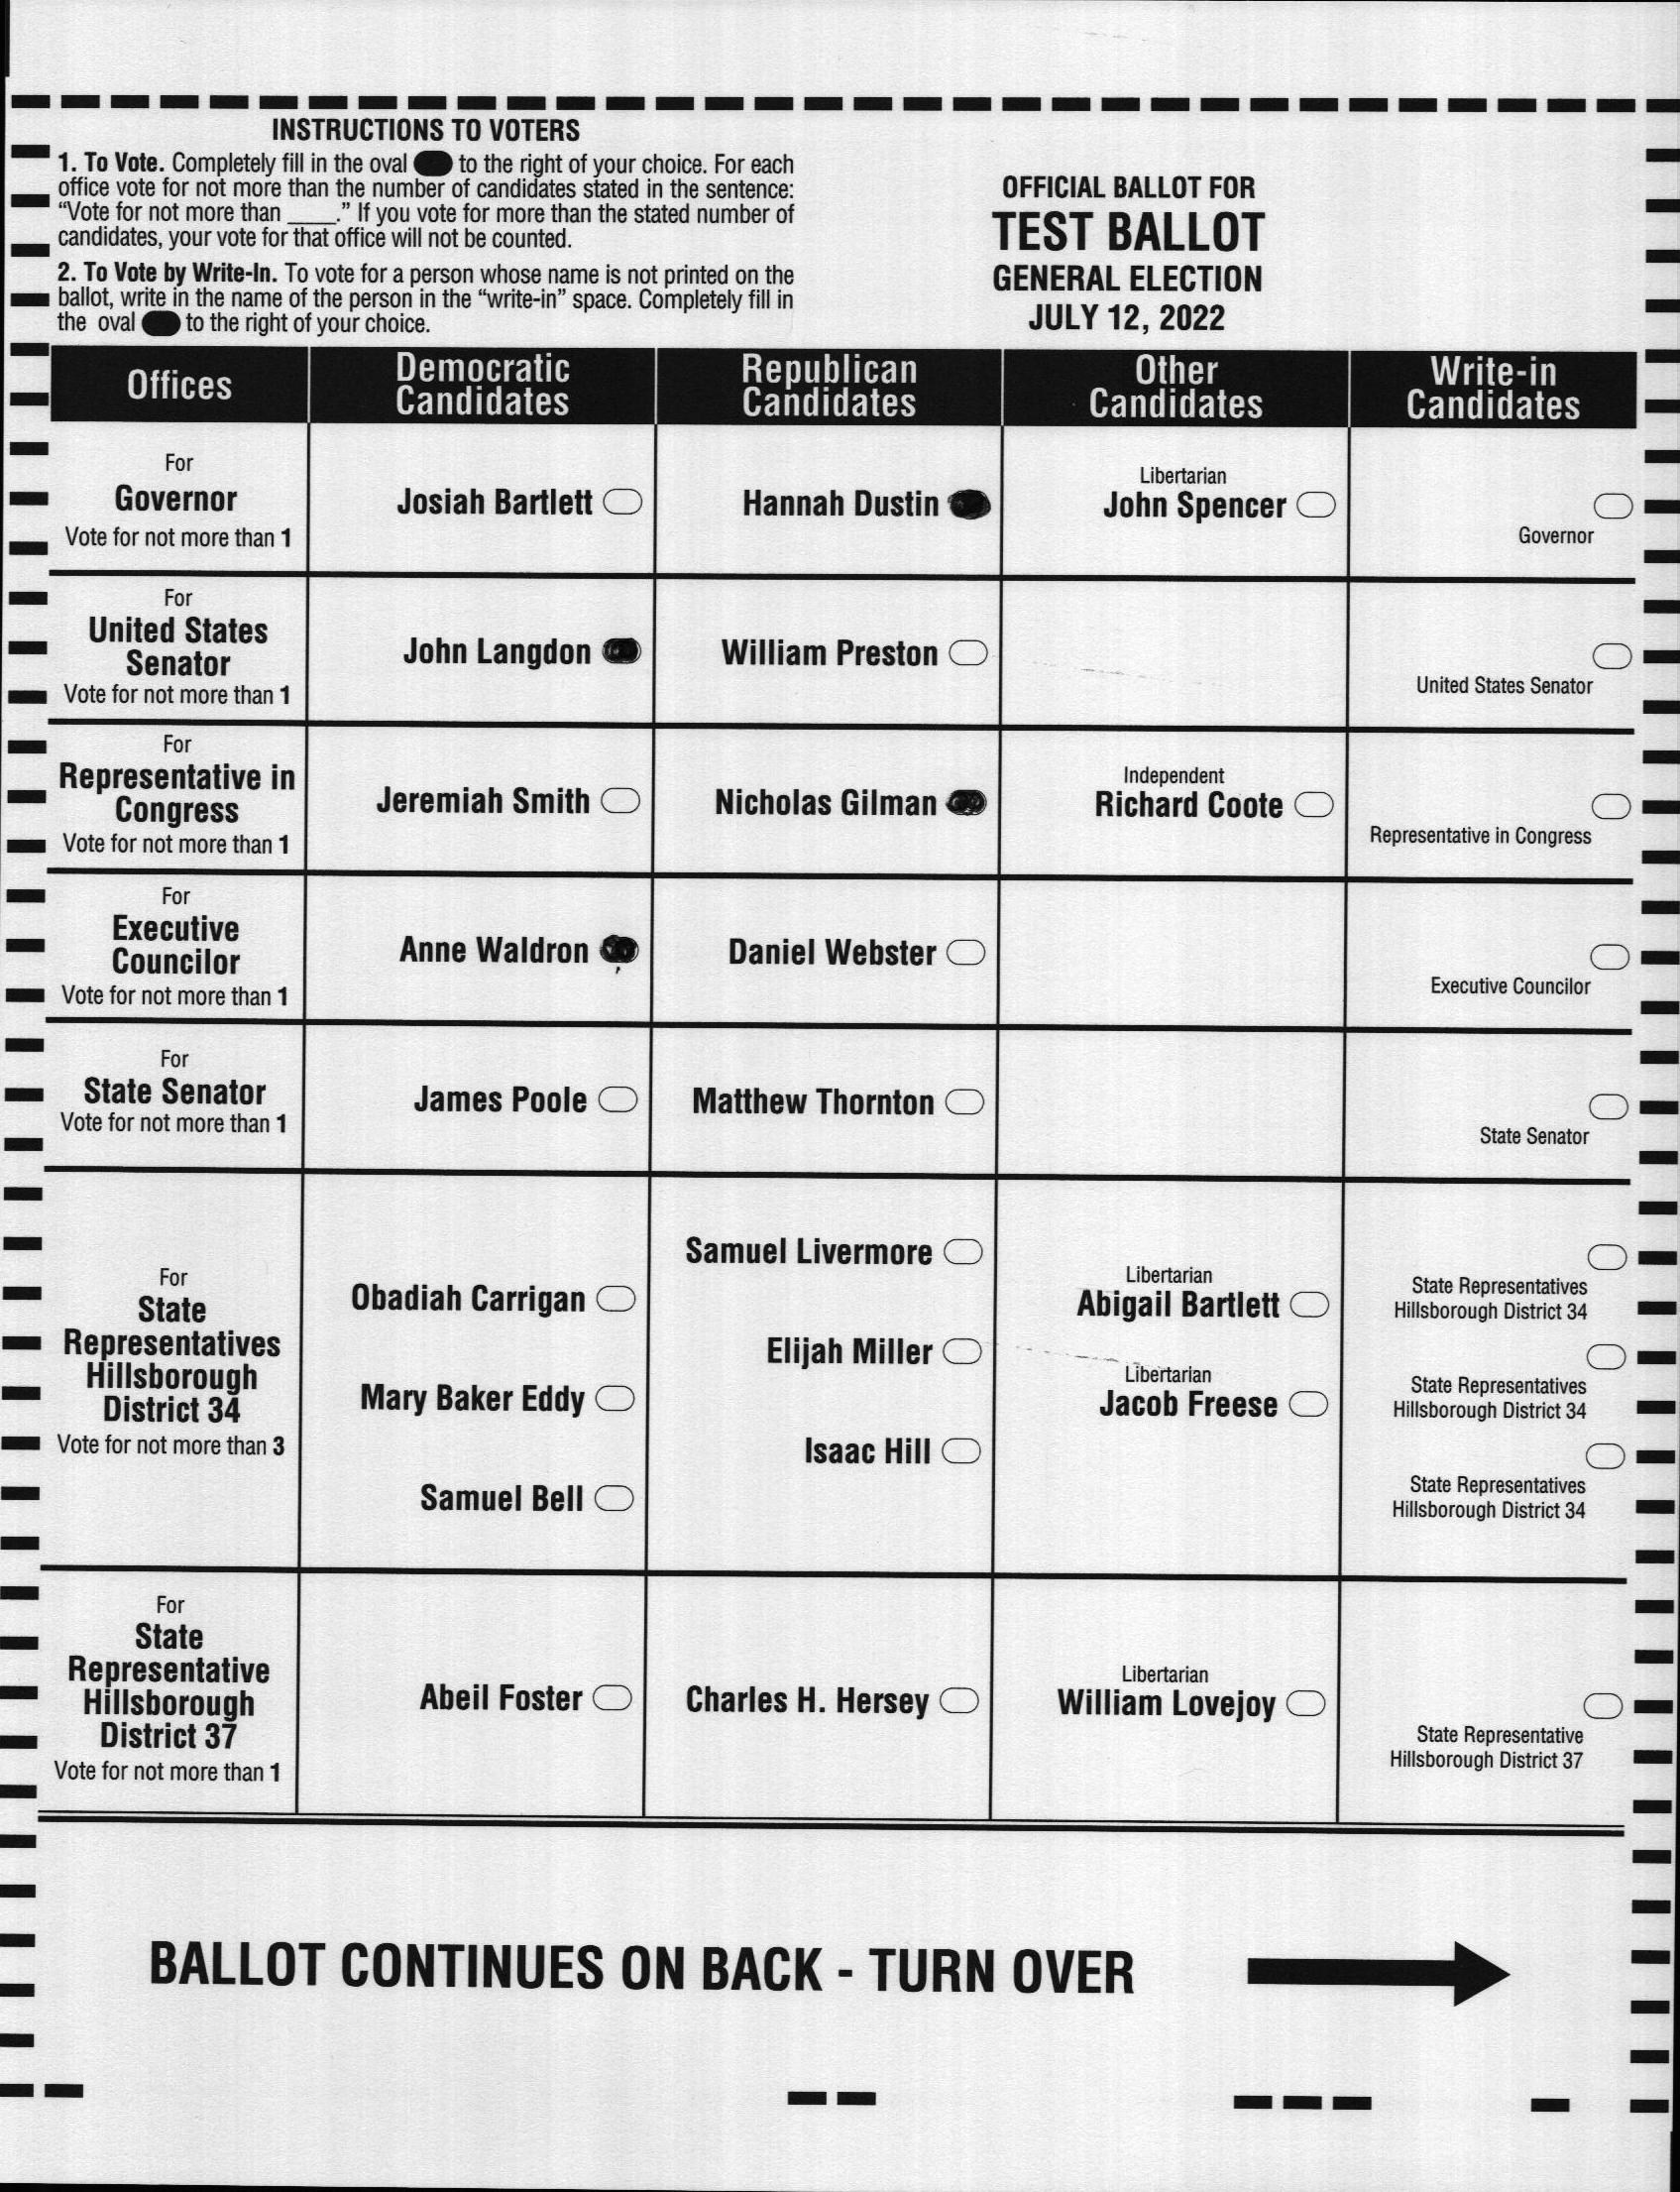 INSTRUCTIONS TO VOTERS
1. To Vote. Completely fill in the oval to the right of your choice. For each
office vote for not more than the number of candidates stated in the sentence:
“Vote for not more than ____.” If you vote for more than the stated number of
candidates, your vote for that office will not be counted.
2. To Vote by Write-In. To vote for a person whose name is not printed on the
ballot, write in the name of the person in the “write-in” space. Completely fill in
the oval to the right of your choice.
OFFICIAL BALLOT FOR
TEST BALLOT
GENERAL ELECTION
JULY 12, 2022
Offices
Democratic
Candidates
Republican
Candidates
Other
Candidates
Write-in
Candidates
For
Governor
Vote for not more than 1
Josiah Bartlett
Hannah Dustin
Libertarian
John Spencer
Governor
For
United States
Senator
Vote for not more than 1
John Langdon
William Preston
United States Senator
For
Representative in
Congress
Vote for not more than 1
Jeremiah Smith
Nicholas Gilman
Independent
Richard Coote
Representative in Congress
For
Executive
Councilor
Vote for not more than 1
Anne Waldron
Daniel Webster
Executive Councilor
For
State Senator
Vote for not more than 1
James Poole
Matthew Thornton
State Senator
For
State
Representatives
Hillsborough
District 34
Vote for not more than 3
Obadiah Carrigan
Mary Baker Eddy
Samuel Bell
Samuel Livermore
Elijah Miller
Isaac Hill
Libertarian
Abigail Bartlett
Libertarian
Jacob Freese
State Representatives
Hillsborough District 34
State Representatives
Hillsborough District 34
State Representatives
Hillsborough District 34
For
State
Representative
Hillsborough
District 37
Vote for not more than 1
Abeil Foster
Charles H. Hersey
Libertarian
William Lovejoy
State Representative
Hillsborough District 37
BALLOT CONTINUES ON BACK - TURN OVER